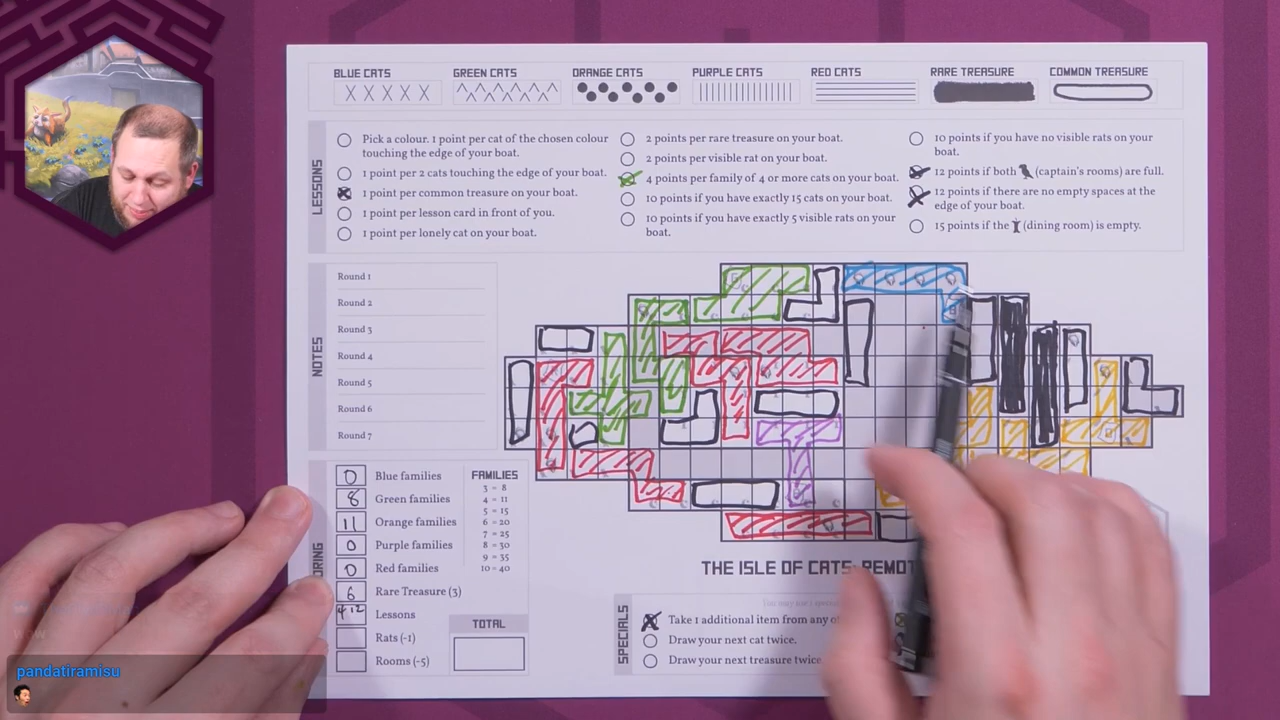 BLUE CATS
GREEN CATS
ORANGE CATS
PURPLE CATS
RED CATS
RARE TREASURE
COMMON TREASURE
LESSONS
Pick a colour. 1 point per cat of the chosen colour
touching the edge of your boat.
1 point per 2 cats touching the edge of your boat.
1 point per common treasure on your boat.
1 point per lesson card in front of you.
1 point per lonely cat on your boat.
2 points per rare treasure on your boat.
2 points per visible rat on your boat.
4 points per family of 4 or more cats on your boat.
10 points if you have exactly 15 cats on your boat.
10 points if you have exactly 5 visible rats on your
boat.
10 points if you have no visible rats on your
boat.
12 points if both (captain's rooms) are full.
12 points if there are no empty spaces at the
edge of your boat.
15 points if the (dining room) is empty.
NOTES
Round 1
Round 2
Round 3
Round 4
Round 5
Round 6
Round 7
0 Blue families
8 Green families
11 Orange families
0 Purple families
0 Red families
6 Rare Treasure (3)
4 12 Lessons
Rats (-1)
Rooms (-5)
FAMILIES
3 = 8
4 = 11
5 = 15
6 = 20
7 = 25
8 = 30
9 = 35
10 = 40
TOTAL
THE ISLE OF CATS:
SPECIALS
Take 1 additional item from any
Draw your next cat twice.
Draw your next treasure twice.
pandatiramisu